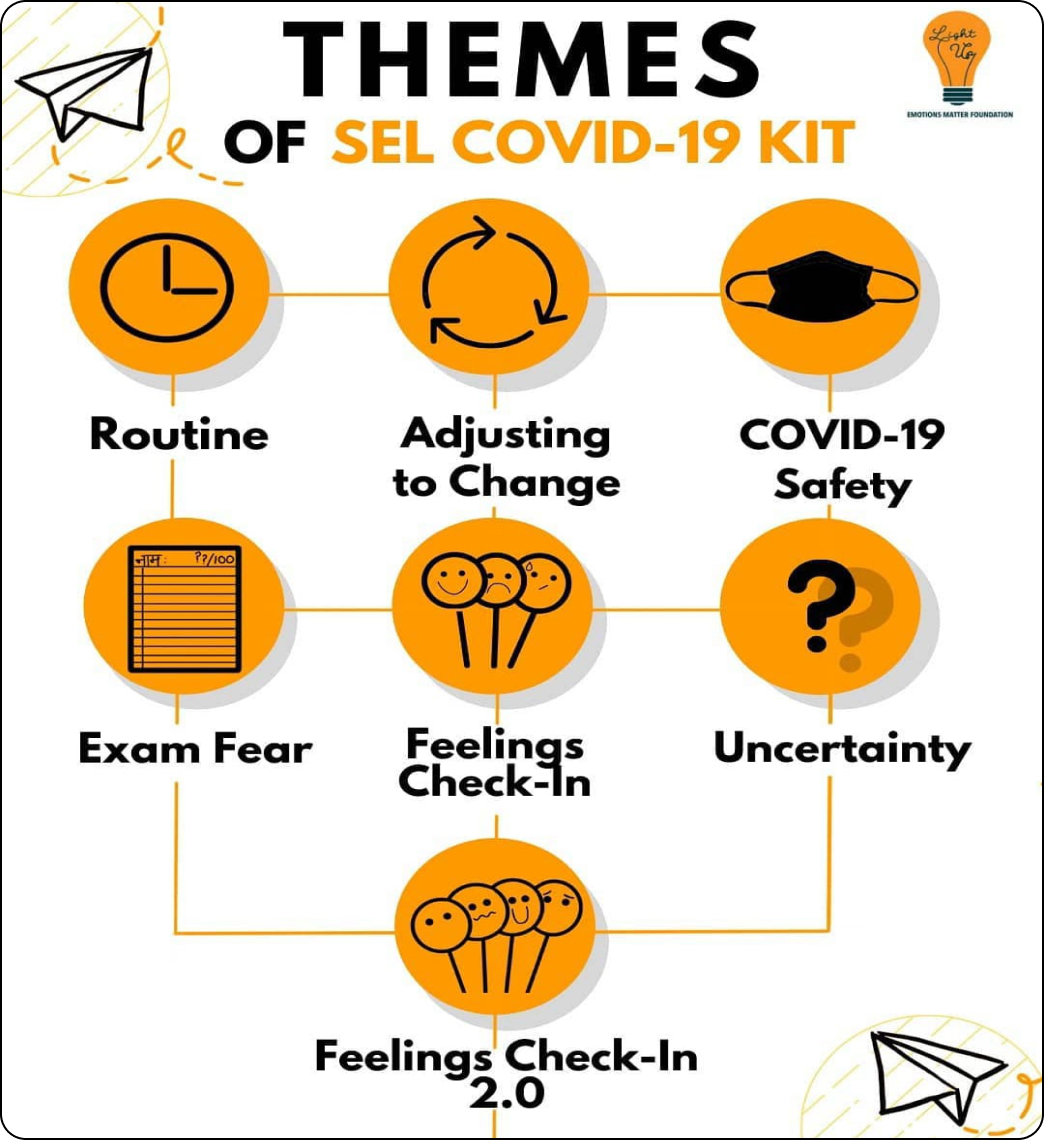 THEMES
OF SEL COVID-19 KIT
Light
Up
EMOTIONS MATTER FOUNDATION
Routine
Adjusting
to Change
COVID-19
Safety
नाम: ??/100
Exam Fear
Feelings
Check-In
?
Uncertainty
Feelings Check-In
2.0